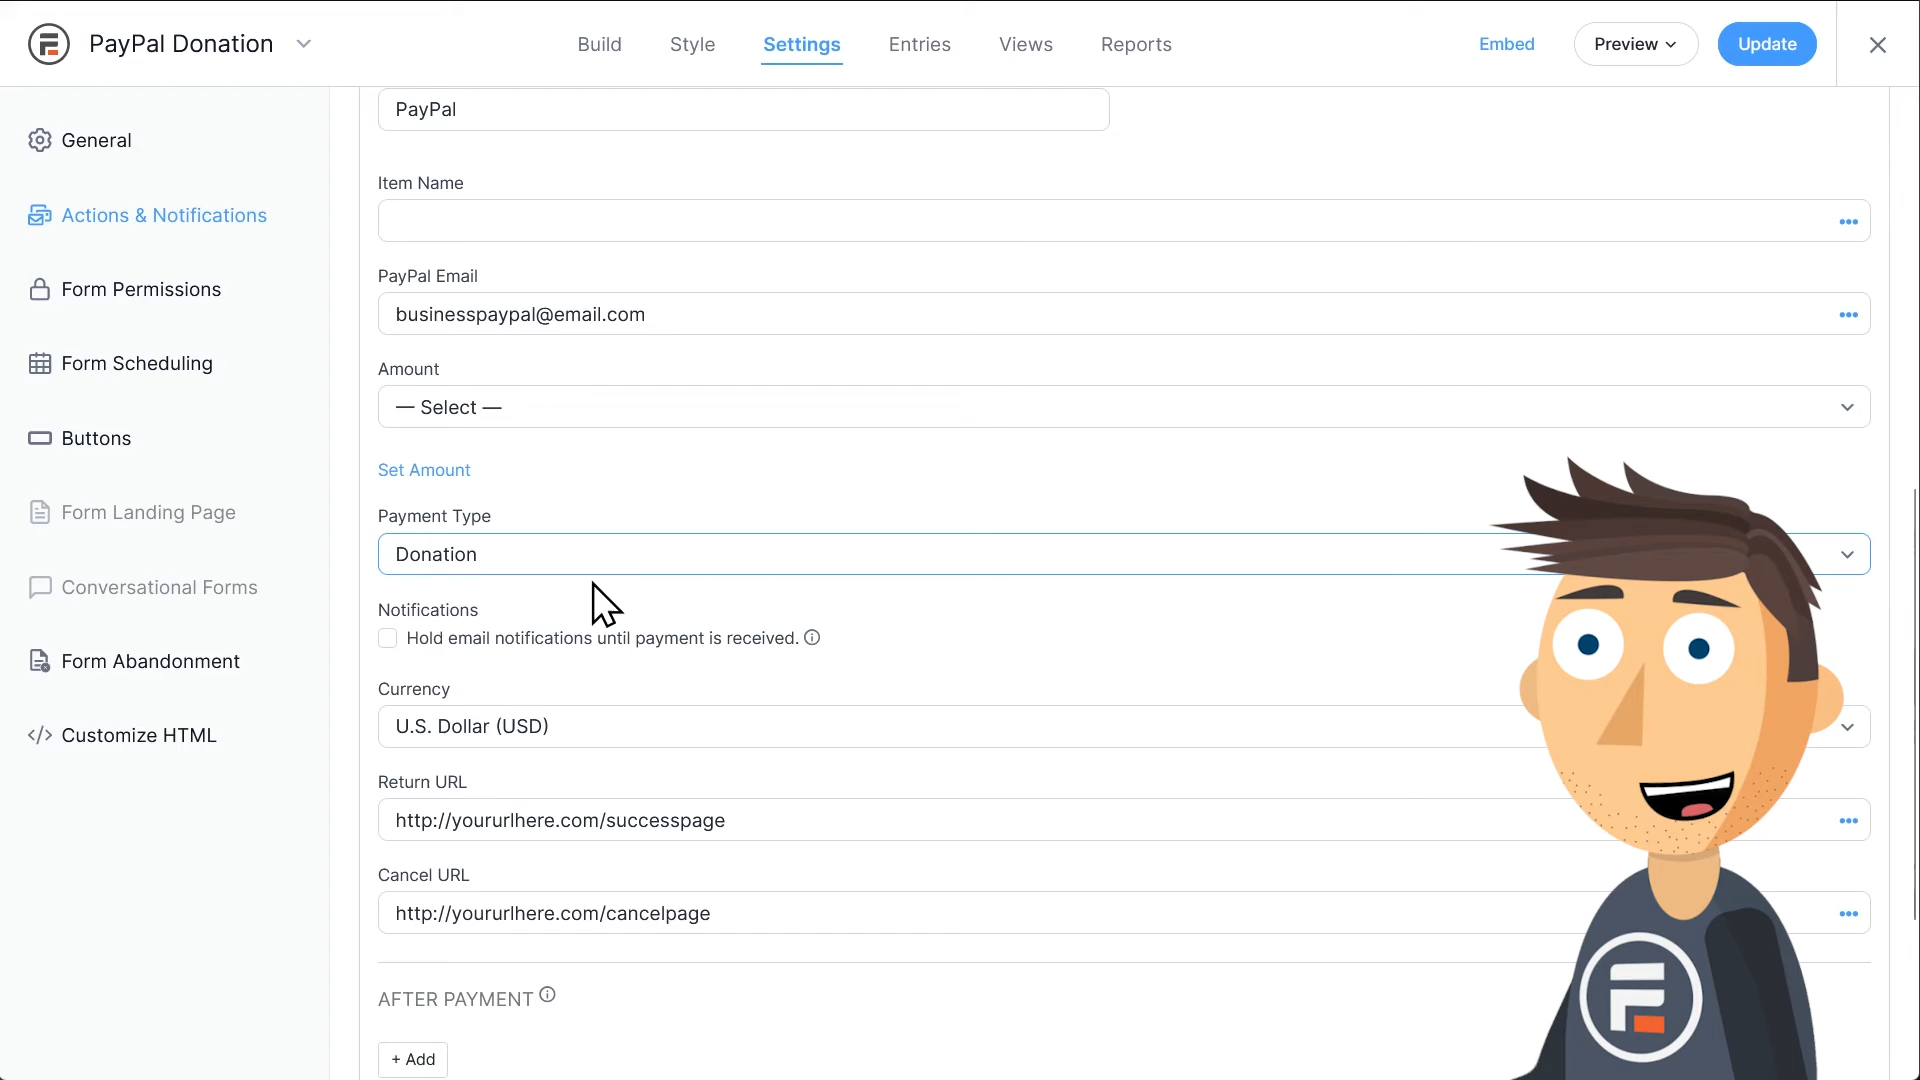 PayPal Donation
Build
Style
Settings
Entries
Views
Reports
Embed
Preview
Update
General
Actions & Notifications
Form Permissions
Form Scheduling
Buttons
Form Landing Page
Conversational Forms
Form Abandonment
Customize HTML
PayPal
Item Name
PayPal Email
businesspaypal@email.com
Amount
— Select —
Set Amount
Payment Type
Donation
Notifications
Hold email notifications until payment is received.
Currency
U.S. Dollar (USD)
Return URL
http://yoururlhere.com/successpage
Cancel URL
http://yoururlhere.com/cancelpage
AFTER PAYMENT
+ Add